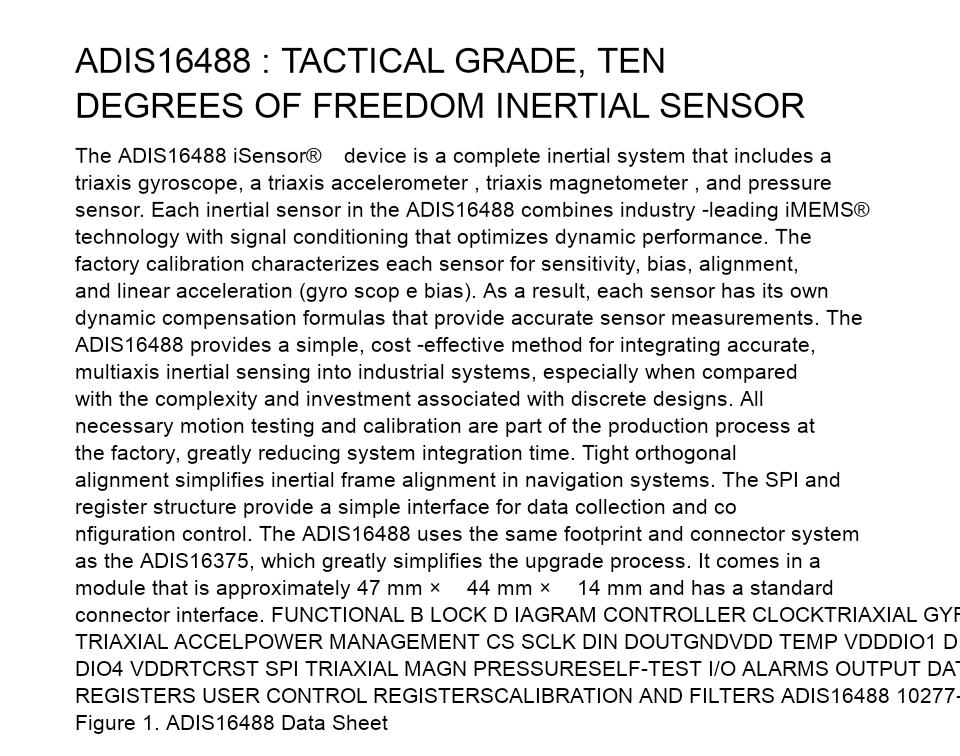 ADIS16488 : TACTICAL GRADE, TEN
DEGREES OF FREEDOM INERTIAL SENSOR
The ADIS16488 iSensor® device is a complete inertial system that includes a
triaxis gyroscope, a triaxis accelerometer , triaxis magnetometer , and pressure
sensor. Each inertial sensor in the ADIS16488 combines industry -leading iMEMS®
technology with signal conditioning that optimizes dynamic performance. The
factory calibration characterizes each sensor for sensitivity, bias, alignment,
and linear acceleration (gyro scop e bias). As a result, each sensor has its own
dynamic compensation formulas that provide accurate sensor measurements. The
ADIS16488 provides a simple, cost -effective method for integrating accurate,
multiaxis inertial sensing into industrial systems, especially when compared
with the complexity and investment associated with discrete designs. All
necessary motion testing and calibration are part of the production process at
the factory, greatly reducing system integration time. Tight orthogonal
alignment simplifies inertial frame alignment in navigation systems. The SPI and
register structure provide a simple interface for data collection and co
nfiguration control. The ADIS16488 uses the same footprint and connector system
as the ADIS16375, which greatly simplifies the upgrade process. It comes in a
module that is approximately 47 mm × 44 mm × 14 mm and has a standard
connector interface. FUNCTIONAL B LOCK D IAGRAM CONTROLLER CLOCKTRIAXIAL
TRIAXIAL ACCELPOWER MANAGEMENT CS SCLK DIN DOUTGNDVDD TEMP VDDDIO1
DIO4 VDDRTCRST SPI TRIAXIAL MAGN PRESSURESELF-TEST I/O ALARMS OUTPUT
REGISTERS USER CONTROL REGISTERSCALIBRATION AND FILTERS ADIS16488 10277-
Figure 1. ADIS16488 Data Sheet